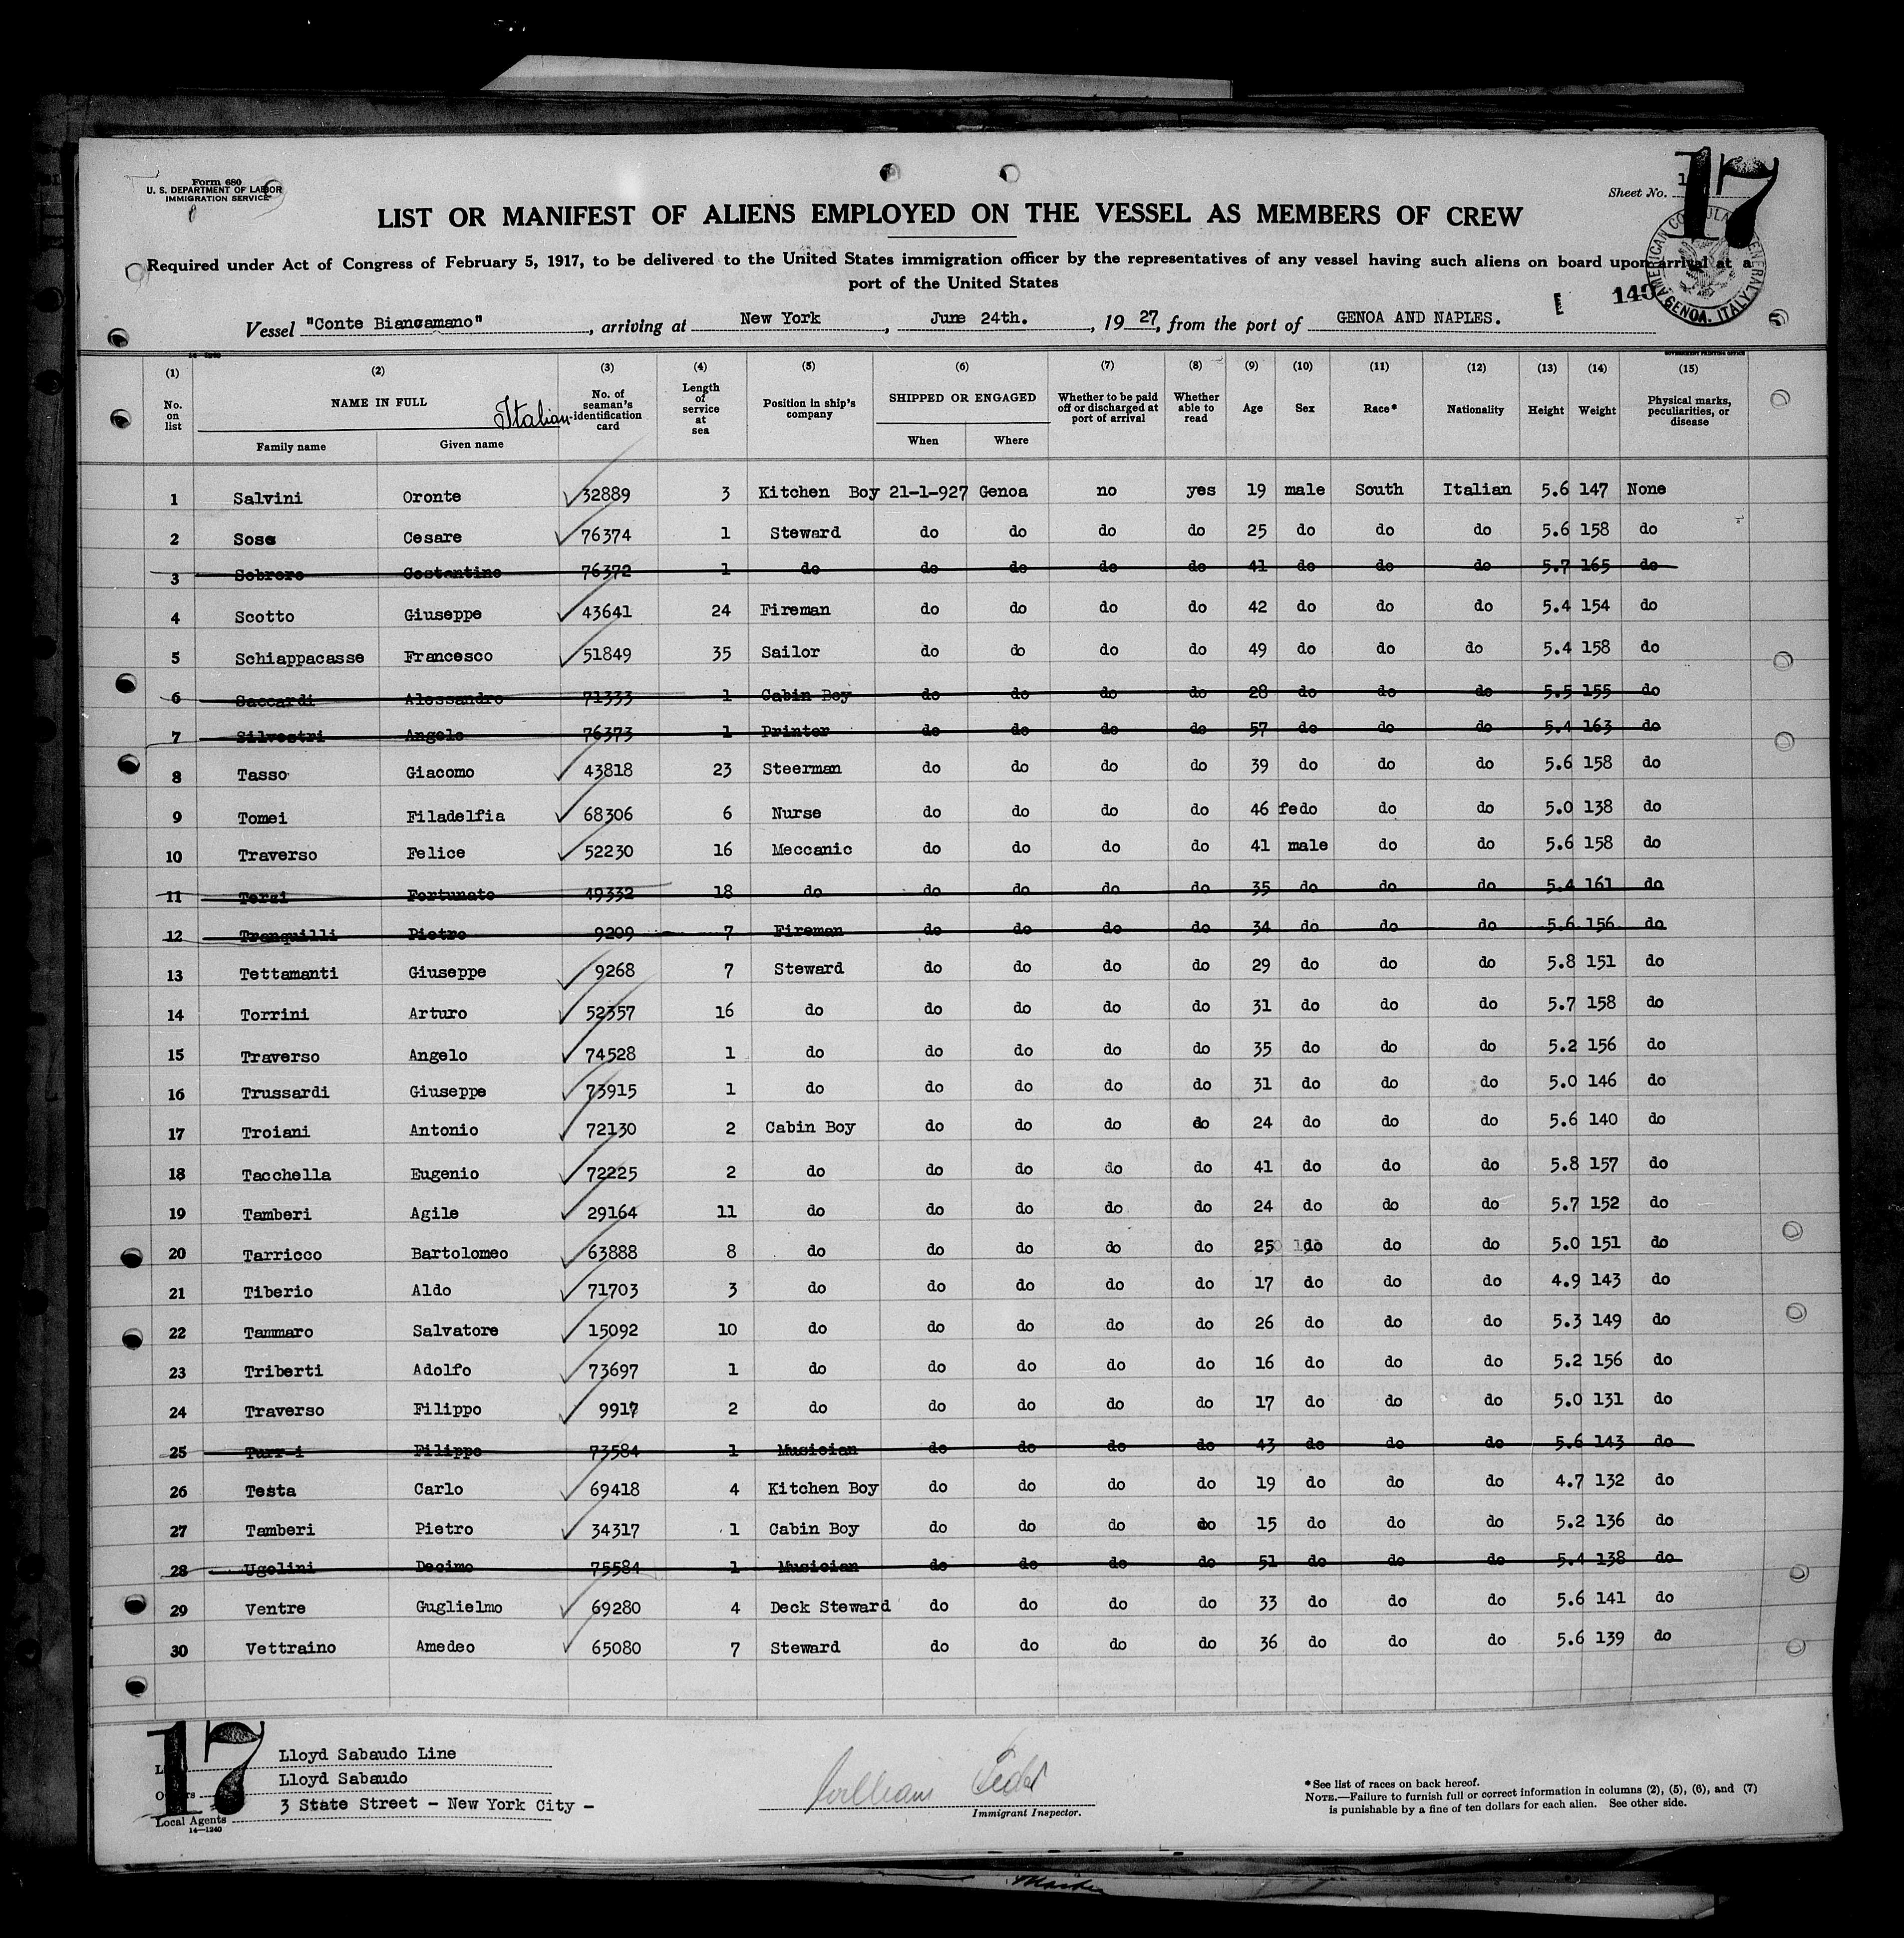 Form 680
U. S. DEPARTMENT OF LABOR
IMMIGRATION SERVICE
Sheet No.
17
LIST OR MANIFEST OF ALIENS EMPLOYED ON THE VESSEL AS MEMBERS OF CREW
Required under Act of Congress of February 5, 1917, to be delivered to the United States immigration officer by the representatives of any vessel having such aliens on board upon arrival at a
port of the United States
AMERICAN CONSULATE GENERAL GENOA. ITALY
E 140
Vessel "Conte Biancamano", arriving at New York, June 24th., 1927, from the port of GENOA AND NAPLES.
14-1240 GOVERNMENT PRINTING OFFICE
(1) (2) (3) (4) (5) (6) (7) (8) (9) (10) (11) (12) (13) (14) (15)
No. on list NAME IN FULL Italian Family name Given name No. of seaman's identification card Length of service at sea Position in ship's company SHIPPED OR ENGAGED When Where Whether to be paid off or discharged at port of arrival Whether able to read Age Sex Race* Nationality Height Weight Physical marks, peculiarities, or disease
1 Salvini Oronte 32889 3 Kitchen Boy 21-1-927 Genoa no yes 19 male South Italian 5.6 147 None
2 Sose Cesare 76374 1 Steward do do do do 25 do do do 5.6 158 do
3 Sobrero Costantino 76372 1 do do do do do 41 do do do 5.7 165 do
4 Scotto Giuseppe 43641 24 Fireman do do do do 42 do do do 5.4 154 do
5 Schiappacasse Francesco 51849 35 Sailor do do do do 49 do do do 5.4 158 do
6 Saccardi Alessandro 71333 1 Cabin Boy do do do do 28 do do do 5.5 155 do
7 Silvestri Angelo 76373 1 Printer do do do do 57 do do do 5.4 163 do
8 Tasso Giacomo 43818 23 Steerman do do do do 39 do do do 5.6 158 do
9 Tomei Filadelfia 68306 6 Nurse do do do do 46 fedo do do 5.0 138 do
10 Traverso Felice 52230 16 Meccanic do do do do 41 male do do 5.6 158 do
11 Terzi Fortunato 49332 18 do do do do do 35 do do do 5.4 161 do
12 Tranquilli Pietro 9209 7 Fireman do do do do 34 do do do 5.6 156 do
13 Tettamanti Giuseppe 9268 7 Steward do do do do 29 do do do 5.8 151 do
14 Torrini Arturo 52357 16 do do do do do 31 do do do 5.7 158 do
15 Traverso Angelo 74528 1 do do do do do 35 do do do 5.2 156 do
16 Trussardi Giuseppe 73915 1 do do do do do 31 do do do 5.0 146 do
17 Troiani Antonio 72130 2 Cabin Boy do do do do 24 do do do 5.6 140 do
18 Tacchella Eugenio 72225 2 do do do do do 41 do do do 5.8 157 do
19 Tamberi Agile 29164 11 do do do do do 24 do do do 5.7 152 do
20 Tarricco Bartolomeo 63888 8 do do do do do 25 do do do 5.0 151 do
21 Tiberio Aldo 71703 3 do do do do do 17 do do do 4.9 143 do
22 Tammaro Salvatore 15092 10 do do do do do 26 do do do 5.3 149 do
23 Triberti Adolfo 73697 1 do do do do do 16 do do do 5.2 156 do
24 Traverso Filippo 9917 2 do do do do do 17 do do do 5.0 131 do
25 Turr-i Filippo 73584 1 Musician do do do do 43 do do do 5.6 143 do
26 Testa Carlo 69418 4 Kitchen Boy do do do do 19 do do do 4.7 132 do
27 Tamberi Pietro 34317 1 Cabin Boy do do do do 15 do do do 5.2 136 do
28 Ugolini Decimo 75584 1 Musician do do do do 51 do do do 5.4 138 do
29 Ventre Guglielmo 69280 4 Deck Steward do do do do 33 do do do 5.6 141 do
30 Vettraino Amedeo 65080 7 Steward do do do do 36 do do do 5.6 139 do
17
Lloyd Sabaudo Line
Lloyd Sabaudo
Local Agents 3 State Street - New York City -
14-1240
William
Immigrant Inspector.
*See list of races on back hereof.
NOTE.—Failure to furnish full or correct information in columns (2), (5), (6), and (7)
is punishable by a fine of ten dollars for each alien. See other side.